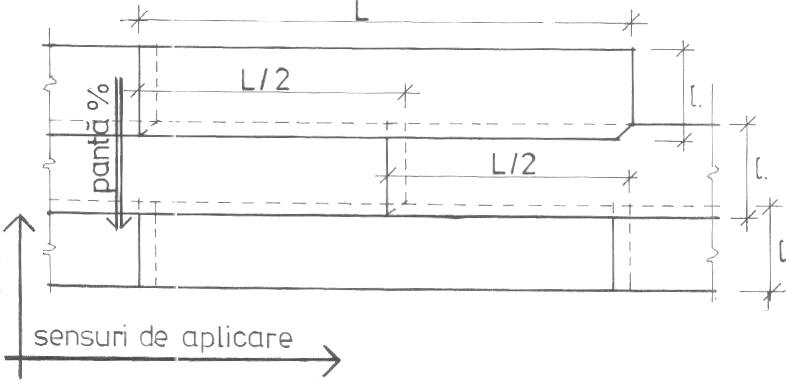 L
L/2
l.
pantă %
L/2
l.
l
sensuri de aplicare